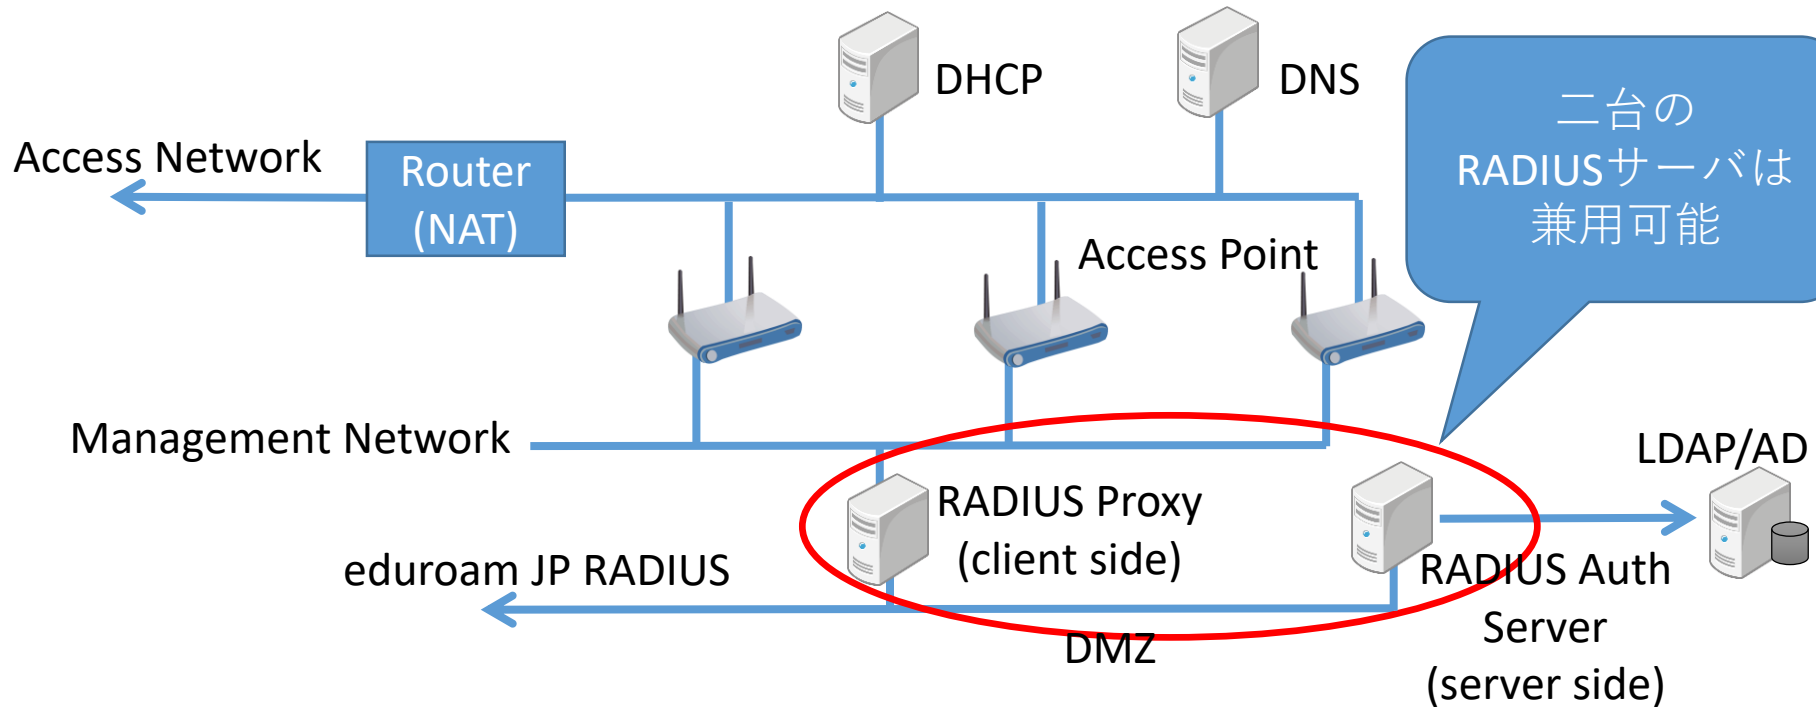 DHCP
DNS
二台の
RADIUSサーバは
兼用可能
Access Network
Router
(NAT)
Access Point
Management Network
LDAP/AD
RADIUS Proxy
(client side)
eduroam JP RADIUS
RADIUS Auth
Server
(server side)
DMZ